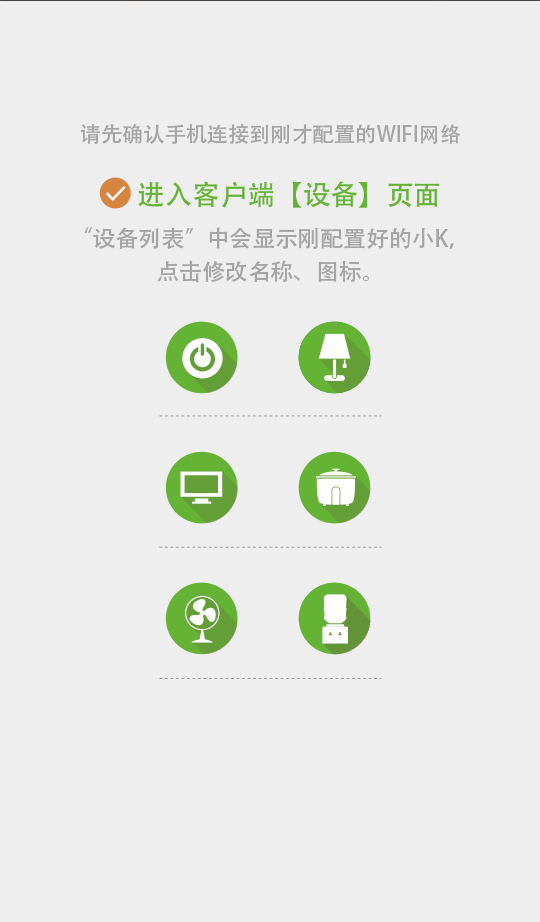 请先确认手机连接到刚才配置的WIFI网络
进入客户端【设备】页面
“设备列表”中会显示刚配置好的小K,
点击修改名称、图标。